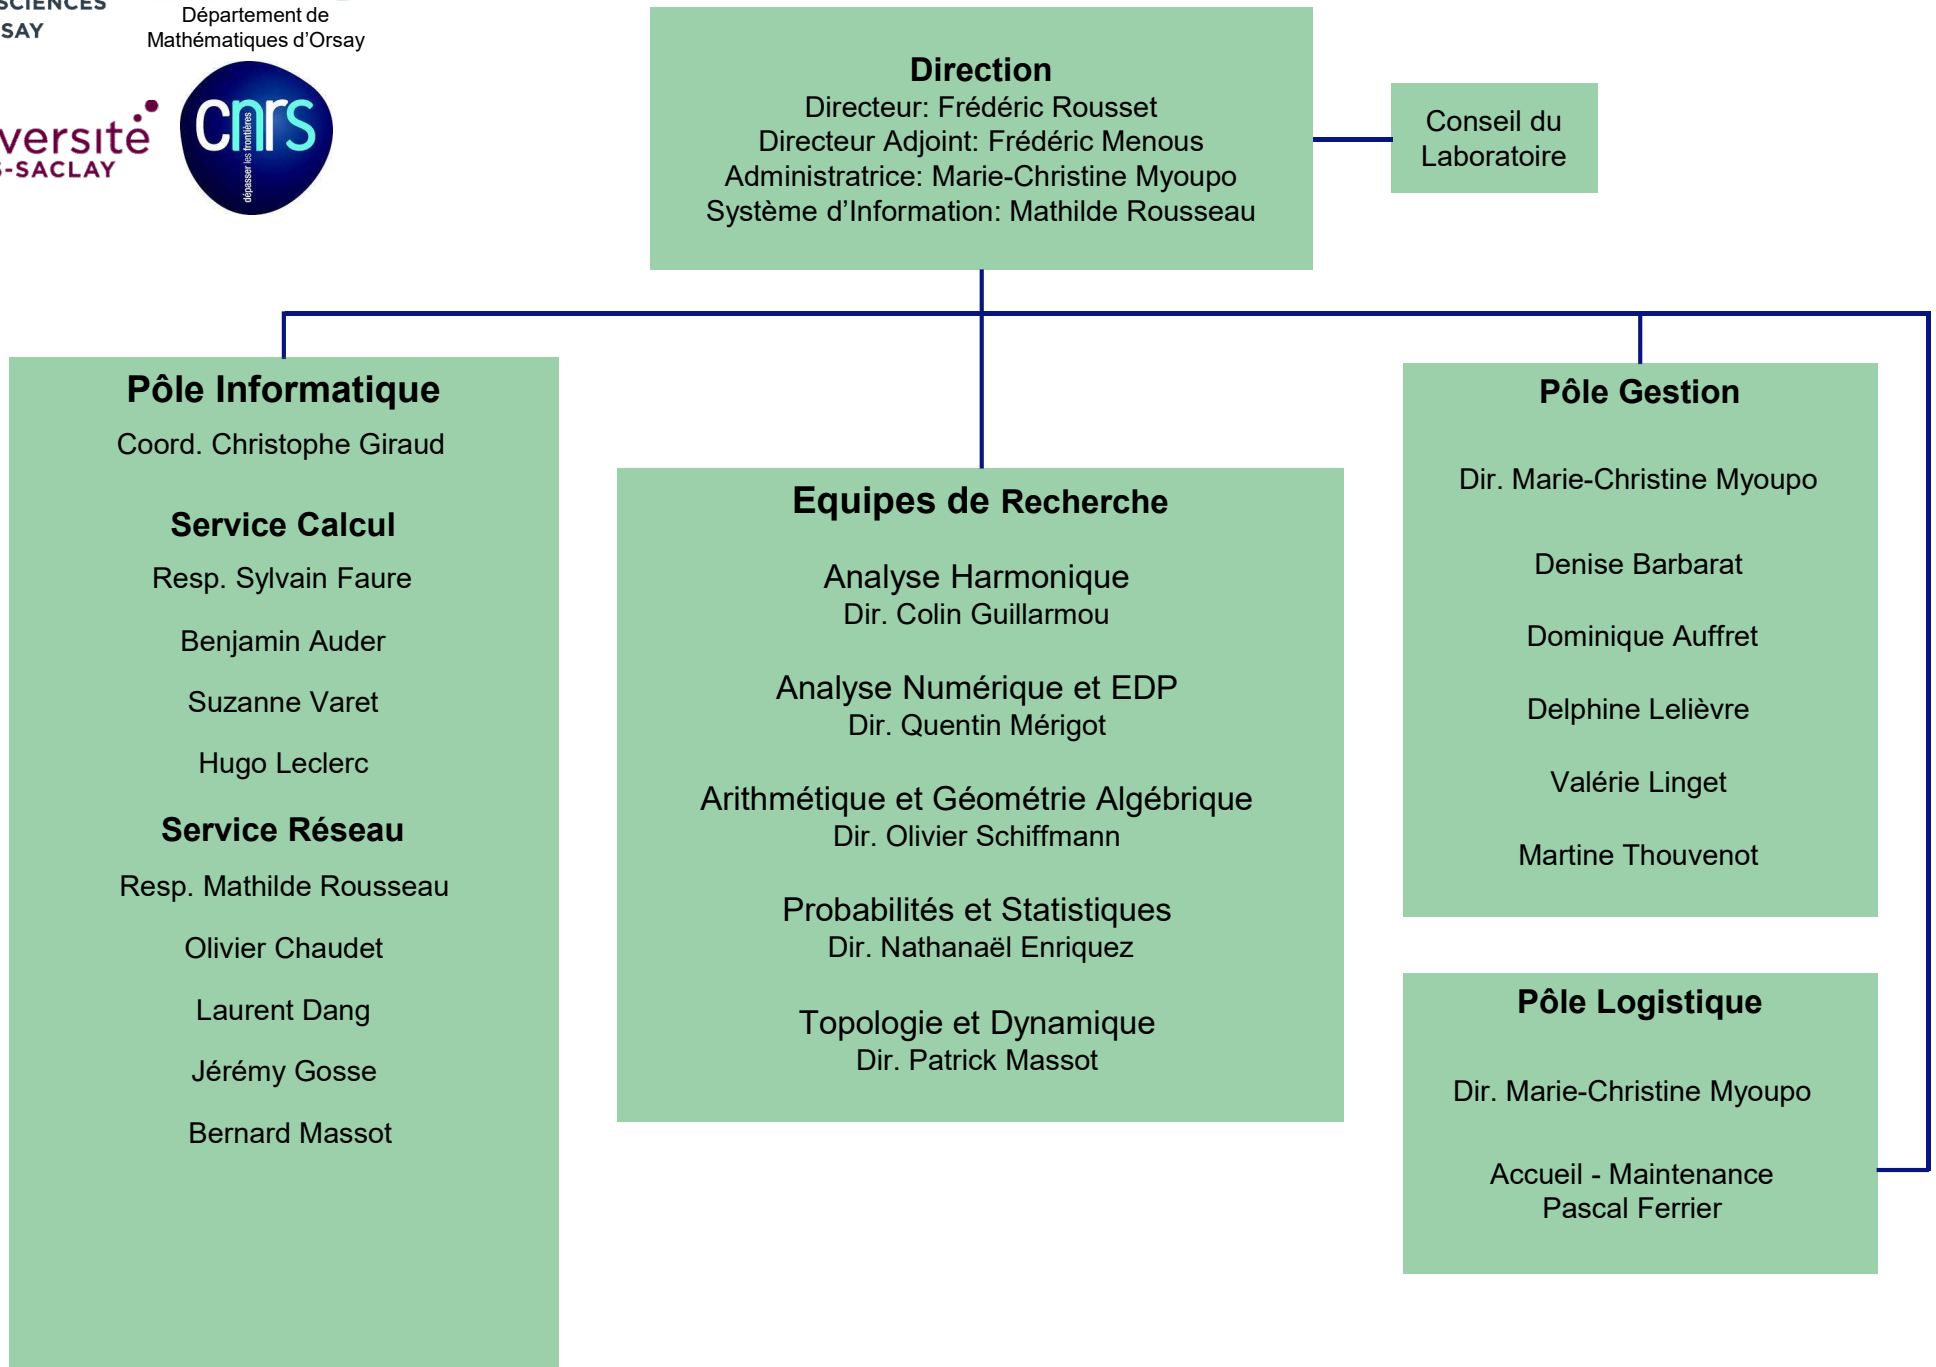 SCIENCES
Département de
Mathématiques d’Orsay
cnrs
dépasser les frontières
Direction
Directeur: Frédéric Rousset
Directeur Adjoint: Frédéric Menous
Administratrice: Marie-Christine Myoupo
Système d’Information: Mathilde Rousseau
Conseil du
Laboratoire
Pôle Informatique
Coord. Christophe Giraud
Service Calcul
Resp. Sylvain Faure
Benjamin Auder
Suzanne Varet
Hugo Leclerc
Service Réseau
Resp. Mathilde Rousseau
Olivier Chaudet
Laurent Dang
Jérémy Gosse
Bernard Massot
Equipes de Recherche
Analyse Harmonique
Dir. Colin Guillarmou
Analyse Numérique et EDP
Dir. Quentin Mérigot
Arithmétique et Géométrie Algébrique
Dir. Olivier Schiffmann
Probabilités et Statistiques
Dir. Nathanaël Enriquez
Topologie et Dynamique
Dir. Patrick Massot
Pôle Gestion
Dir. Marie-Christine Myoupo
Denise Barbarat
Dominique Auffret
Delphine Lelièvre
Valérie Linget
Martine Thouvenot
Pôle Logistique
Dir. Marie-Christine Myoupo
Accueil - Maintenance
Pascal Ferrier